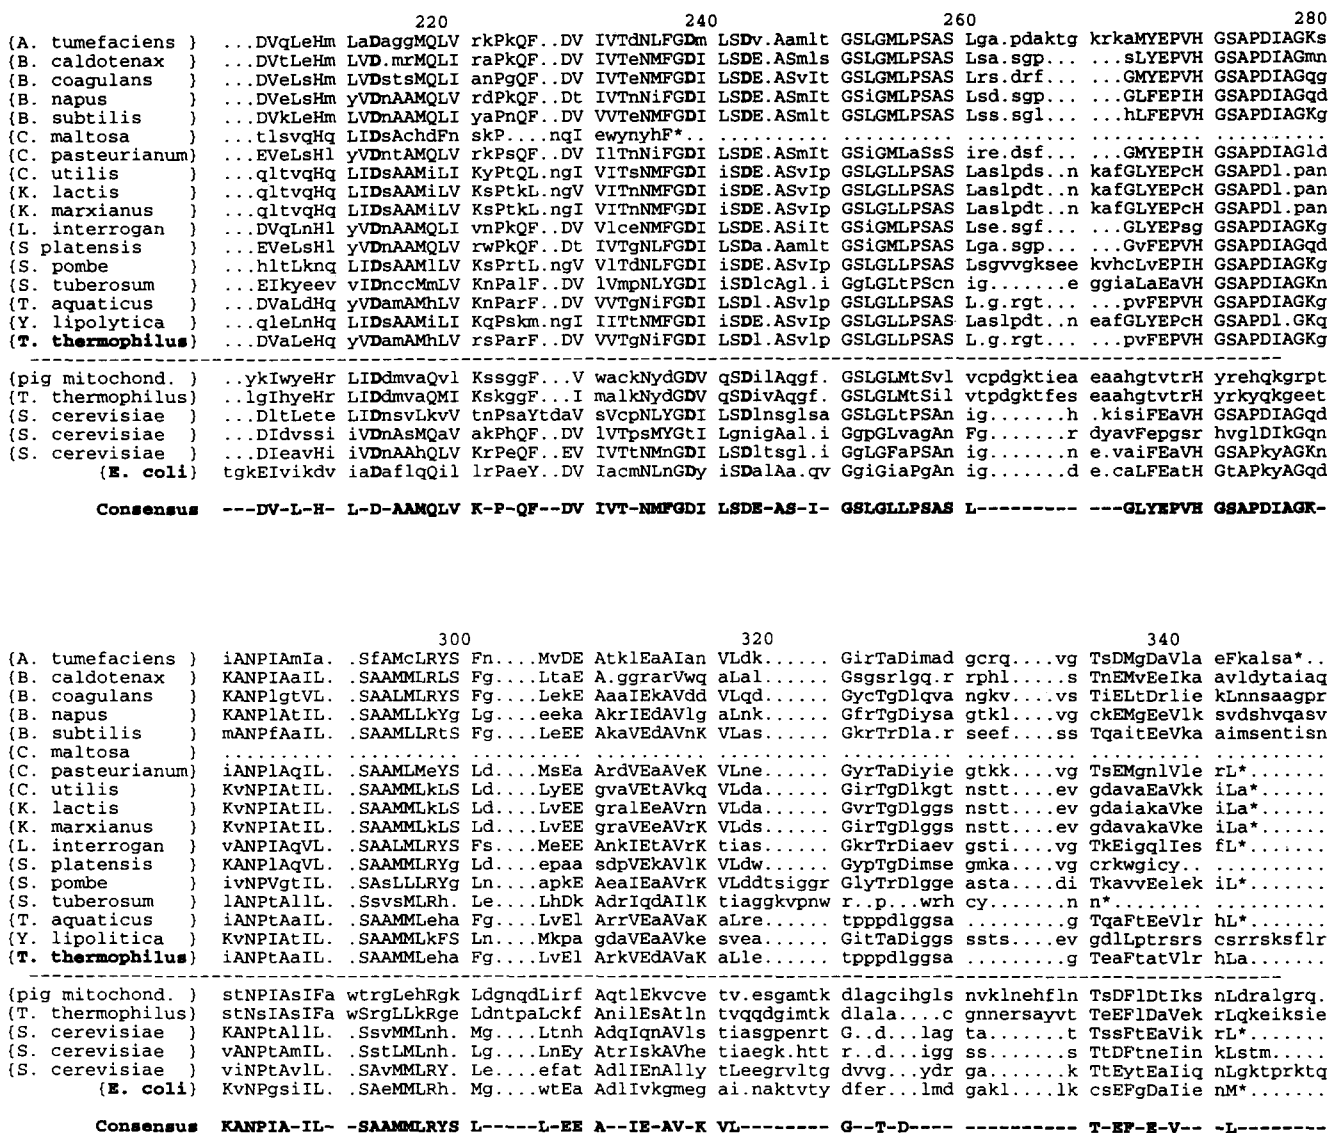 220 240 260 280
{A. tumefaciens } ...DVqLeHm LaDaggMQLV rkPkQF..DV IVTdNLFGDm LSDv.Aamlt GSLGMLPSAS Lga.pdaktg krkaMYEPVH GSAPDIAGKs
{B. caldotenax } ...DVtLeHm LVD.mrMQLI raPkQF..DV IVTeNMFGDI LSDE.ASmls GSLGMLPSAS Lsa.sgp... ...sLYEPVH GSAPDIAGmn
{B. coagulans } ...DVeLsHm LVDstsMQLI anPgQF..DV IVTeNMFGDI LSDE.ASvIt GSLGMLPSAS Lrs.drf... ...GMYEPVH GSAPDIAGqg
{B. napus } ...DVeLsHm yVDnAAMQLV rdPkQF..Dt IVTnNiFGDI LSDE.ASmIt GSiGMLPSAS Lsd.sgp... ...GLFEPIH GSAPDIAGqd
{B. subtilis } ...DVkLeHm LVDnAAMQLI yaPnQF..DV VVTeNMFGDI LSDE.ASmlt GSLGMLPSAS Lss.sgl... ...hLFEPVH GSAPDIAGKg
{C. maltosa } ...tlsvqHq LIDsAchdFn skP....nqI ewynyhF*.. .......... .......... .......... .......... ..........
{C. pasteurianum} ...EVeLsHl yVDntAMQLV rkPsQF..DV IlTnNiFGDI LSDE.ASmIt GSiGMLaSsS ire.dsf... ...GMYEPIH GSAPDIAGld
{C. utilis } ...qltvqHq LIDsAAMiLI KyPtQL.ngI VITsNMFGDI iSDE.ASvIp GSLGLLPSAS Laslpds..n kafGLYEPcH GSAPDl.pan
{K. lactis } ...qltvqHq LIDsAAMiLV KsPtkL.ngV VITnNMFGDI iSDE.ASvIp GSLGLLPSAS Laslpdt..n kafGLYEPcH GSAPDl.pan
{K. marxianus } ...qltvqHq LIDsAAMiLV KsPtkL.ngI VITnNMFGDI iSDE.ASvIp GSLGLLPSAS Laslpdt..n kafGLYEPcH GSAPDl.pan
{L. interrogan } ...DVqLnHl yVDnAAMQLI vnPkQF..DV VlceNMFGDI LSDE.ASiIt GSLGMLPSAS Lse.sgf... ...GLYEPsg GSAPDIAGKg
{S platensis } ...EVeLsHl yVDnAAMQLV rwPkQF..Dt IVTgNLFGDI LSDa.Aamlt GSLGMLPSAS Lga.sgp... ...GvFEPVH GSAPDIAGqd
{S. pombe } ...hltLknq LIDsAAMlLV KsPrtL.ngV VlTdNLFGDI iSDE.ASvIp GSLGLLPSAS Lsgvvgksee kvhcLvEPIH GSAPDIAGKg
{S. tuberosum } ...EIkyeev vIDnccMmLV KnPalF..DV lVmpNLYGDI LSDlcAgl.i GgLGLtPScn ig.......e ggiaLaEaVH GSAPDIAGKn
{T. aquaticus } ...DVaLdHq yVDamAMhLV KnParF..DV VVTgNIFGDI LSDl.ASvlp GSLGLLPSAS L.g.rgt... ...pvFEPVH GSAPDIAGKg
{Y. lipolytica } ...qleLnHq LIDsAAMiLI KqPskm.ngI IITtNMFGDI iSDE.ASvIp GSLGLLPSAS Laslpdt..n eafGLYEPcH GSAPDl.GKq
{T. thermophilus} ...DVaLeHq yVDamAMhLV rsParF..DV VVTgNIFGDI LSDl.ASvlp GSLGLLPSAS L.g.rgt... ...pvFEPVH GSAPDIAGKg
{pig mitochond. } ..ykIwyeHr LIDdmvaQvl KssggF...V wackNydGDV qSDilAqgf. GSLGLMtSvl vcpdgktiea eaahgtvtrH yrehqkgrpt
{T. thermophilus} ..lgIhyeHr LIDdmvaQMI KskggF...I malkNydGDV qSDivAqgf. GSLGLMtSil vtpdgktfes eaahgtvtrH yrkyqkgeet
{S. cerevisiae } ...DltLete LIDnsvLkvV tnPsaYtdaV sVcpNLYGDI LSDlnsglsa GSLGLtPSAn ig.......h .kisiFEaVH GSAPDIAGqn
{S. cerevisiae } ...DIdvssi iVDnAsMQaV akPhQF..DV lVTpsMYGtI LgnigAal.i GgpGLvagAn Fg.......r dyavFepgsr hvglDIkGqn
{S. cerevisiae } ...DIeavHi iVDnAAhQLV KrPeQF..EV IVTtNMnGDI LSDltsgl.i GgLGFaPSAn ig.......d e.vaiFEaVH GSAPkyAGKn
{E. coli} tgkEIvikdv iaDaflqQil lrPaeY..DV IacmNLnGDy iSDalAa.qv GgiGiaPGAn ig.......d e.caLFEatH GtAPkyAGqd
Consensus ---DV-L-H- L-D-AAMQLV K-P-QF--DV IVT-NMFGDI LSDE-AS-I- GSLGLLPSAS L--------- ---GLYEPVH GSAPDIAGK-
300 320 340
{A. tumefaciens } iANPIAmIa. .SfAMcLRYS Fn....MvDE AtklEaAIan VLdk...... GirTaDimad gcrq....vg TsDMgDaVla eFkalsa*..
{B. caldotenax } KANPIAaIL. .SAAMMLRYS Fg....LtaE A.ggrarVwq aLal...... Gsgsrlgq.r rphl.....s TnEMvEeIka avldytaiaq
{B. coagulans } KANPlgtVL. .SAAMMLRYS Fg....LekE AaaIEkAVdd VLqd...... GycTgDlqva ngkv....vs TiELtDrlie kLnnsaagpr
{B. napus } KANPlAtIL. .SAAMLLkYg Lg....eeka AkrIEdAVlg aLnk...... GfrTgDiysa gtkl....vg ckEMgEeVlk svdshvqasv
{B. subtilis } mANPfAaIL. .SAAMLLRtS Fg....LeEE AkaVEdAVnK VLas...... GkrTrDla.r seef....ss TqaitEeVka aimsentisn
{C. maltosa } .......... .......... .......... .......... .......... .......... .......... .......... ..........
{C. pasteurianum} iANPlAqIL. .SAAMLMeYS Ld....MsEa ArdVEaAVeK VLne...... GyrTaDiyie gtkk....vg TsEMgnlVle rL*.......
{C. utilis } KvNPIAtIL. .SAAMMLkLS Ld....LyEE gvaVEtAVkq VLda...... GirTgDlkgt nstt....ev gdavaEaVkk iLa*......
{K. lactis } KvNPIAtIL. .SAAMMLkLS Ld....LvEE gralEeAVrn VLda...... GvrTgDlggs nstt....ev gdaiakaVke iLa*......
{K. marxianus } KvNPIAtIL. .SAAMMLkLS Ld....LvEE graVEeAVrK VLds...... GirTgDlggs nstt....ev gdavakaVke iLa*......
{L. interrogan } vANPIAqVL. .SAALMLRYS Fs....MeEE AnkIEtAVrK tias...... GkrTrDiaev gsti....vg TkEigqlIes fL*.......
{S. platensis } KANPlAqVL. .SAAMMLRYg Ld....epaa sdpVEkAVlK VLdw...... GypTgDimse gmka....vg crkwgicy..
{S. pombe } ivNPVgtIL. .SAsLLLRYg Ln....apkE AeaIEaAVrK VLddtsiggr GlyTrDlgge asta....di TkavvEelek iL*.......
{S. tuberosum } lANPtAllL. .SsvsMLRh. Le....LhDk AdrIqdAIlK tiaggkvpnw r..p...wrh cy.....n n*........
{T. aquaticus } iANPtAaIL. .SAAMMLeha Fg....LvEl ArrVEaAVaK aLre...... tpppdlggsa .........g TqaFtEeVlr hL*.......
{Y. lipolitica } KvNPIAtIL. .SAAMMLkFS Ln....Mkpa gdaVEaAVke svea...... GitTaDiggs ssts....ev gdlLptrsrs csrrsksflr
{T. thermophilus} iANPtAaIL. .SAAMMLeha Fg....LvEl ArkVEdAVaK aLle...... tpppdlggsa .........g TeaFtatVlr hLa.......
{pig mitochond. } stNPIAsIFa wtrgLehRgk LdgnqdLirf AqtlEkvcve tv.esgamtk dlagcihgls nvklnehfln TsDFlDtIks nLdralgrq.
{T. thermophilus} stNsIAsIFa wSrgLLkRge LdntpaLckf AnilEsAtln tvqqdgimtk dlala....c gnnersayvt TeEFlDaVek rLqkeiksie
{S. cerevisiae } KANPtAllL. .SsvMMLnh. Mg....Ltnh AdqIqnAVls tiasgpenrt G..d...lag ta.......t TssFtEaVIk rL*.......
{S. cerevisiae } vANPtAmIL. .SstLMLnh. Lg....LnEy AtrIskAVhe tiaegk.htt r..d...igg ss.......s TtDFtneIin kLstm.....
{S. cerevisiae } viNPtAvlL. .SAVMMLRY. Le....efat AdlIEnAlly tLeegrvltg dvvg...ydr ga.......k TtEytEaIiq nLgktprktq
{E. coli} KvNPgsiIL. .SAeMMLRh. Mg....wtEa AdlIvkgmeg ai.naktvty dfer...lmd gakl....lk csEFgDaIie nM*.......
Consensus KANPIA-IL- -SAAMMLRYS L-----L-EE A--IE-AV-K VL-------- G--T-D---- ---------- T-EF-E-V-- -L--------